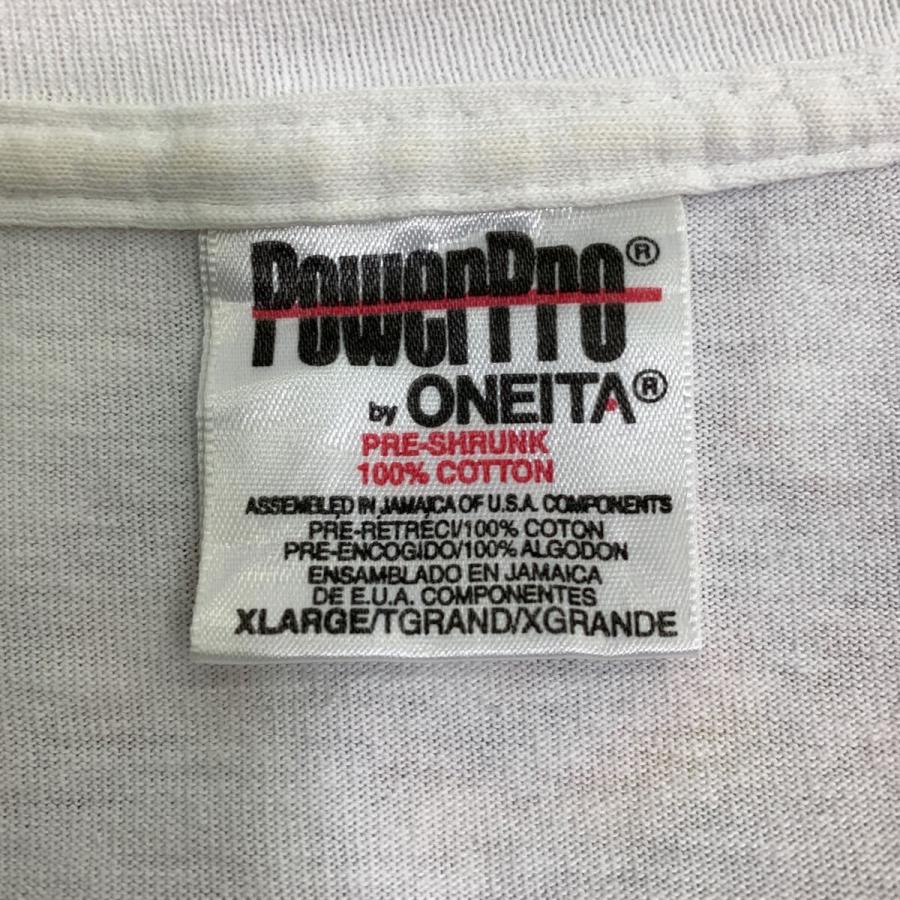 PowerPro®
by ONEITA®
PRE-SHRUNK
100% COTTON
ASSEMBLED IN JAMAICA OF U.S.A. COMPONENTS
PRE-RÉTRÉCI/100% COTON
PRE-ENCOGIDO/100% ALGODON
ENSAMBLADO EN JAMAICA
DE E.U.A. COMPONENTES
XLARGE/TGRAND/XGRANDE